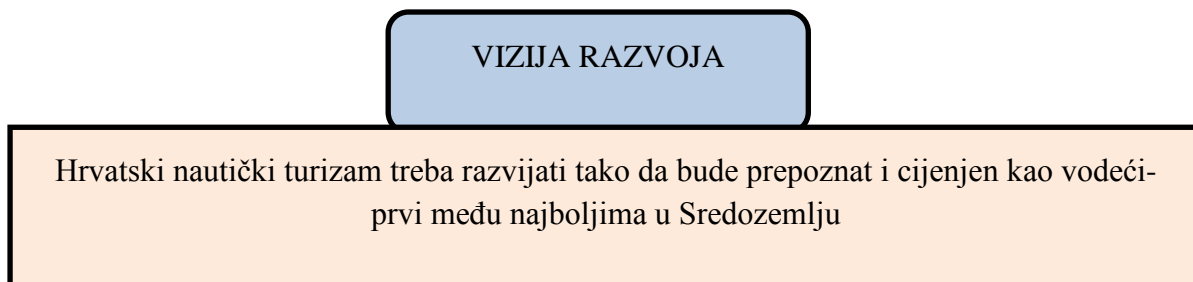 VIZIJA RAZVOJA
Hrvatski nautički turizam treba razvijati tako da bude prepoznat i cijenjen kao vodeći-
prvi među najboljima u Sredozemlju